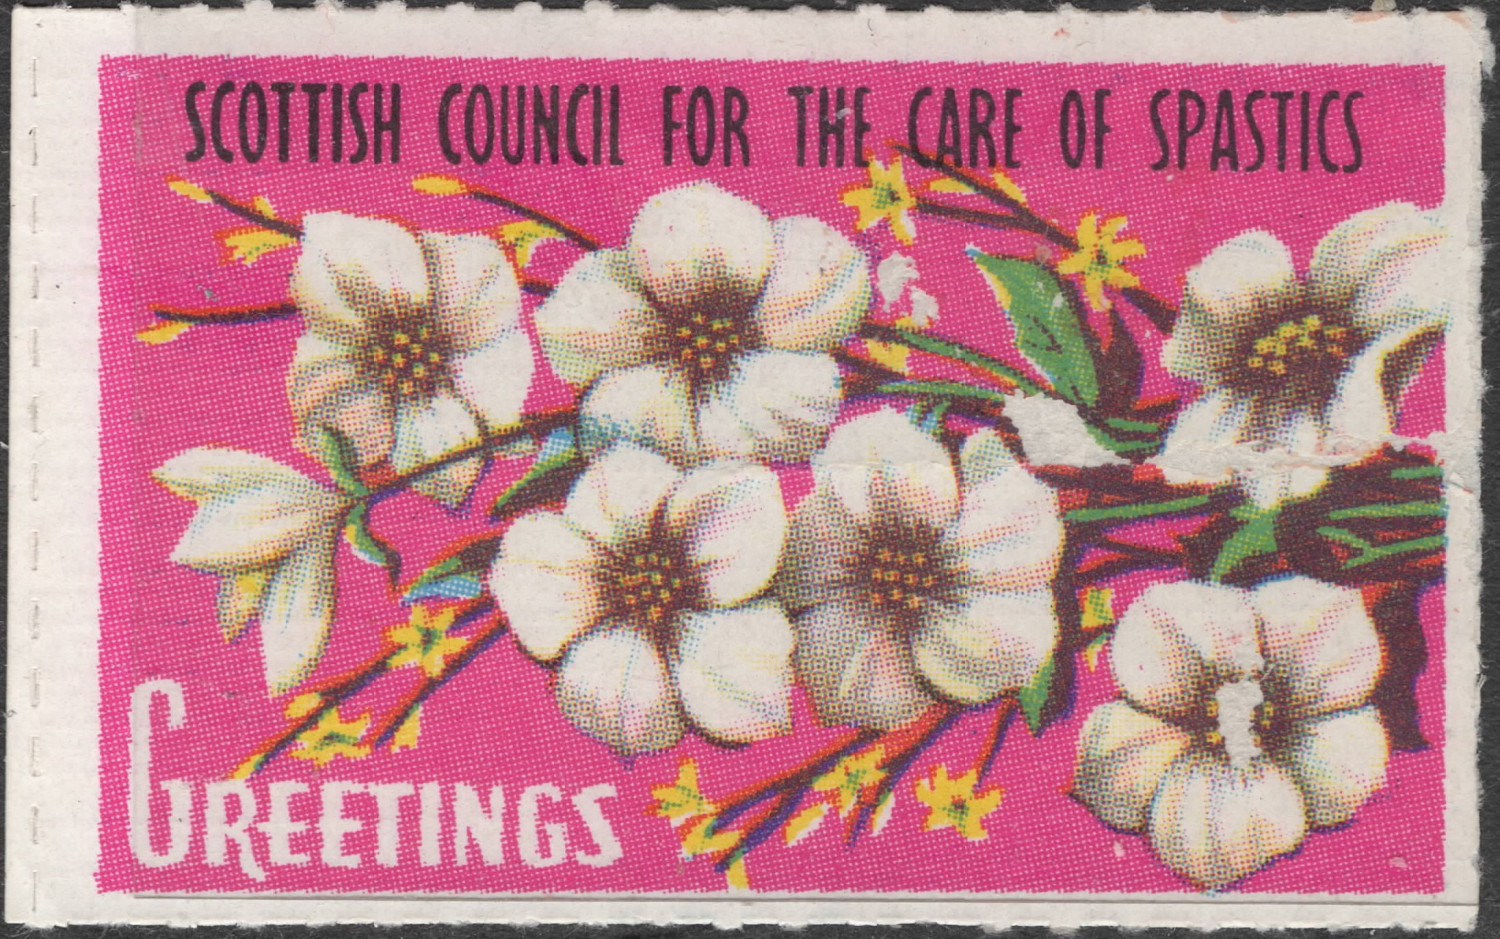 SCOTTISH COUNCIL FOR THE CARE OF SPASTICS
GREETINGS